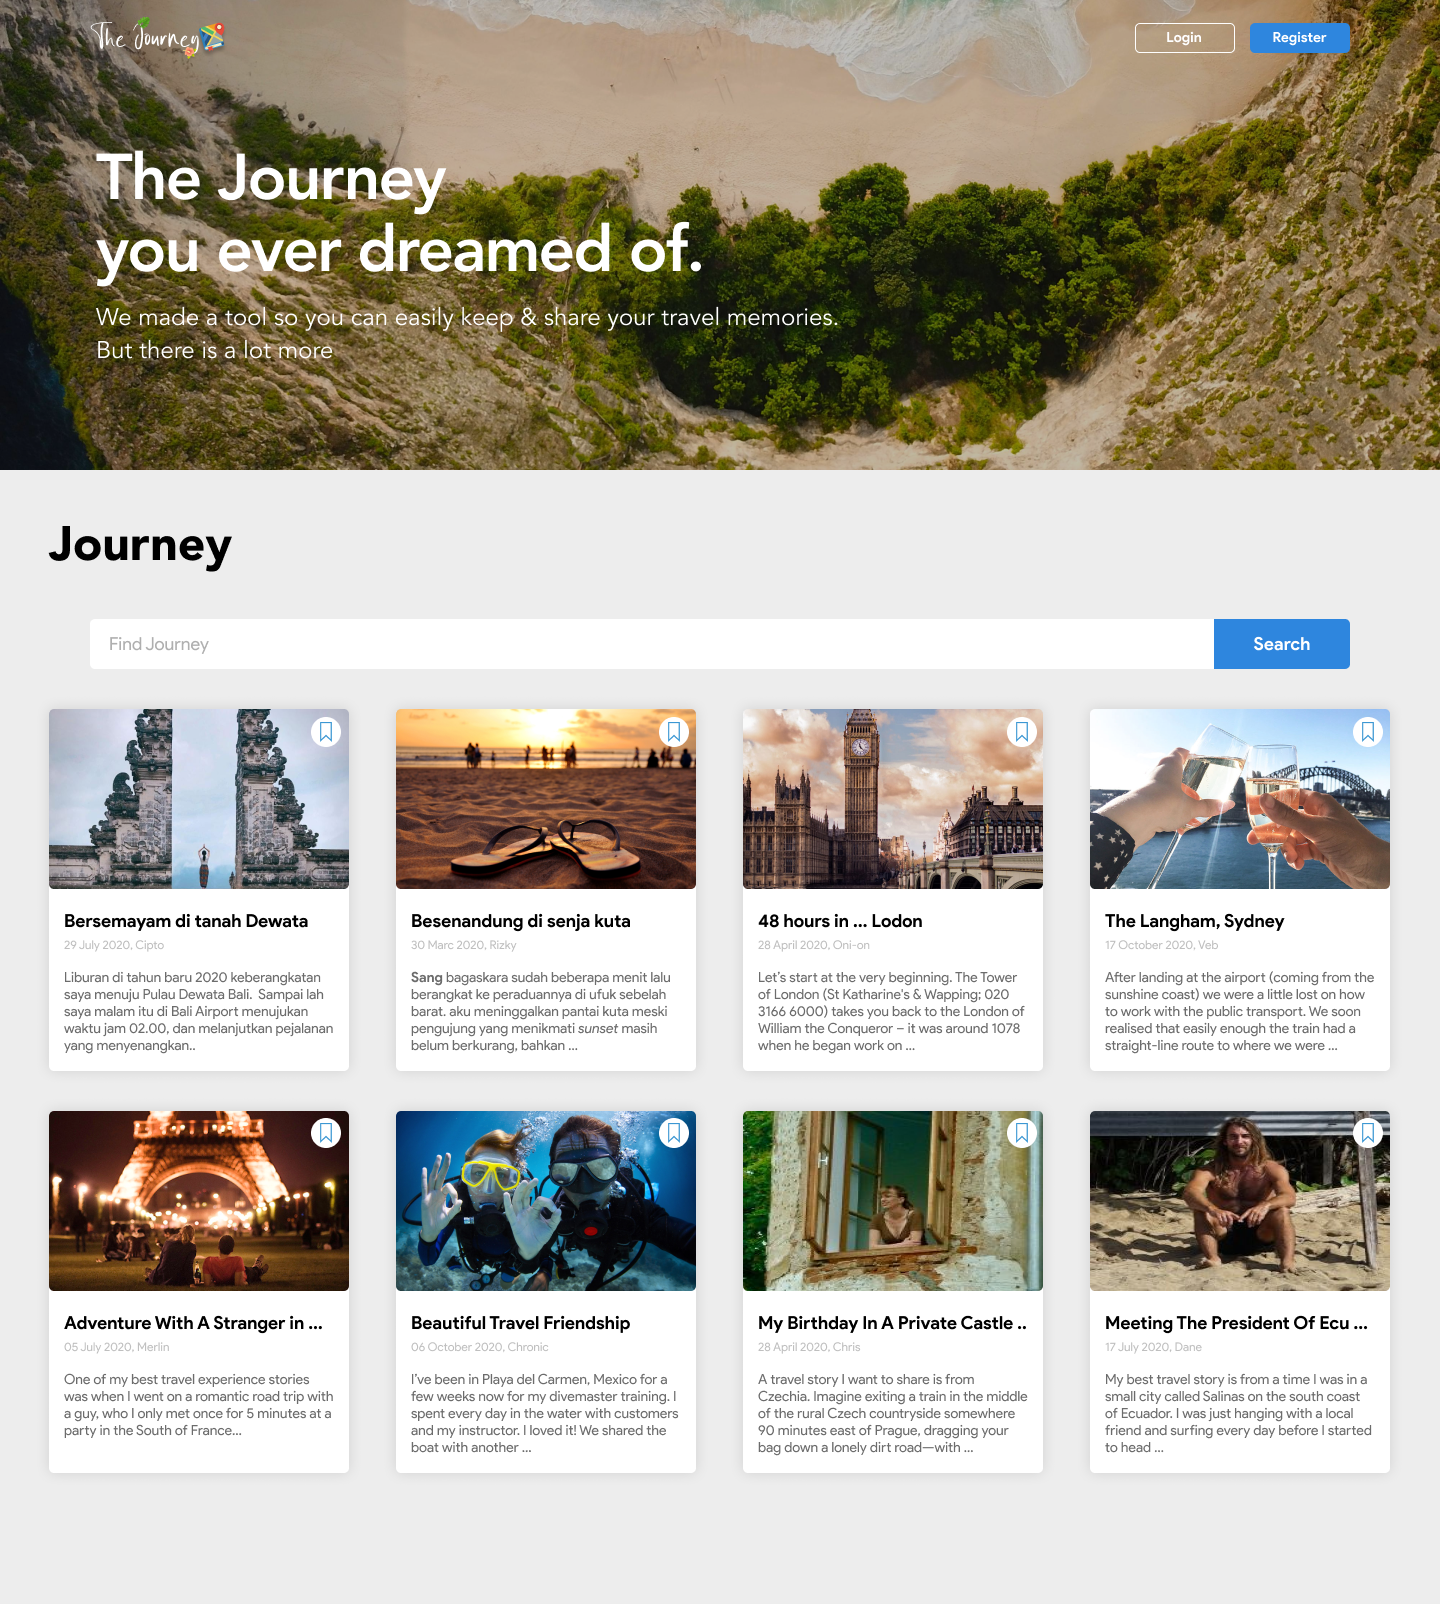 The Journey
Login
Register
The Journey
you ever dreamed of.
We made a tool so you can easily keep & share your travel memories.
But there is a lot more
Journey
Find Journey
Search
Bersemayam di tanah Dewata
29 July 2020, Cipto
Liburan di tahun baru 2020 keberangkatan
saya menuju Pulau Dewata Bali.  Sampai lah
saya malam itu di Bali Airport menujukan
waktu jam 02.00, dan melanjutkan pejalanan
yang menyenangkan..
Besenandung di senja kuta
30 Marc 2020, Rizky
Sang bagaskara sudah beberapa menit lalu
berangkat ke peraduannya di ufuk sebelah
barat. aku meninggalkan pantai kuta meski
pengujung yang menikmati sunset masih
belum berkurang, bahkan ...
48 hours in ... Lodon
28 April 2020, Oni-on
Let's start at the very beginning. The Tower
of London (St Katharine's & Wapping; 020
3166 6000) takes you back to the London of
William the Conqueror – it was around 1078
when he began work on ...
The Langham, Sydney
17 October 2020, Veb
After landing at the airport (coming from the
sunshine coast) we were a little lost on how
to work with the public transport. We soon
realised that easily enough the train had a
straight-line route to where we were ...
Adventure With A Stranger in ...
05 July 2020, Merlin
One of my best travel experience stories
was when I went on a romantic road trip with
a guy, who I only met once for 5 minutes at a
party in the South of France...
Beautiful Travel Friendship
06 October 2020, Chronic
I've been in Playa del Carmen, Mexico for a
few weeks now for my divemaster training. I
spent every day in the water with customers
and my instructor. I loved it! We shared the
boat with another ...
My Birthday In A Private Castle ..
28 April 2020, Chris
A travel story I want to share is from
Czechia. Imagine exiting a train in the middle
of the rural Czech countryside somewhere
90 minutes east of Prague, dragging your
bag down a lonely dirt road—with ...
Meeting The President Of Ecu ...
17 July 2020, Dane
My best travel story is from a time I was in a
small city called Salinas on the south coast
of Ecuador. I was just hanging with a local
friend and surfing every day before I started
to head ...